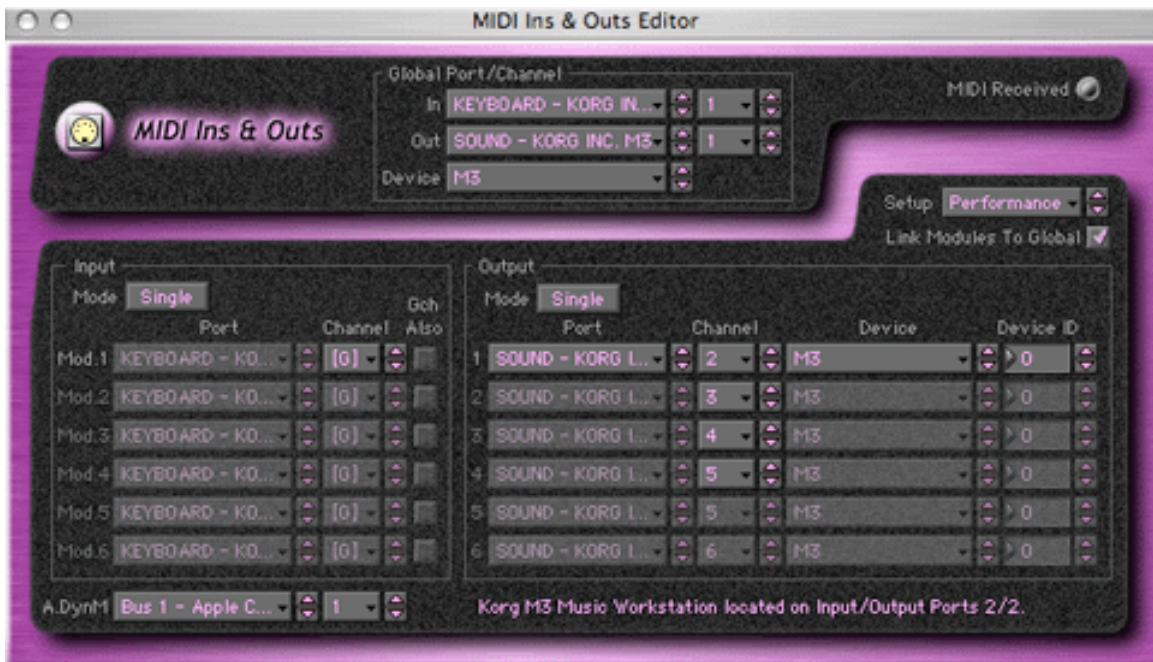 MIDI Ins & Outs Editor
Global Port/Channel
MIDI Received
In KEYBOARD - KORG IN... 1
MIDI Ins & Outs
Out SOUND - KORG INC. M3 1
Device M3
Setup Performance
Link Modules To Global
Input
Output
Mode Single
Mode Single
Port Channel Gch Also
Port Channel Device Device ID
Mod.1 KEYBOARD - KO... [G] 1 SOUND - KORG I... 2 M3 0
Mod.2 KEYBOARD - KO... [G] 2 SOUND - KORG I... 3 M3 0
Mod.3 KEYBOARD - KO... [G] 3 SOUND - KORG I... 4 M3 0
Mod.4 KEYBOARD - KO... [G] 4 SOUND - KORG I... 5 M3 0
Mod.5 KEYBOARD - KO... [G] 5 SOUND - KORG I... 5 M3 0
Mod.6 KEYBOARD - KO... [G] 6 SOUND - KORG I... 6 M3 0
A.DynM Bus 1 - Apple C... 1 Korg M3 Music Workstation located on Input/Output Ports 2/2.